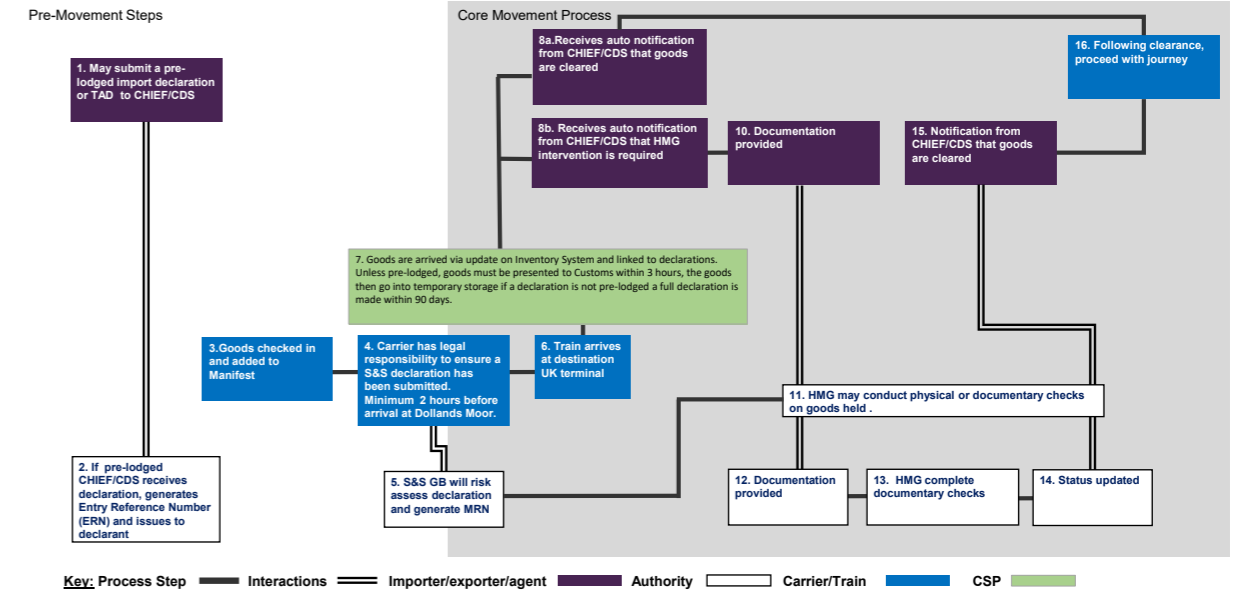 Pre-Movement Steps
Core Movement Process
1. May submit a pre-
lodged import declaration
or TAD to CHIEF/CDS
8a.Receives auto notification
from CHIEF/CDS that goods
are cleared
16. Following clearance,
proceed with journey
8b. Receives auto notification
from CHIEF/CDS that HMG
intervention is required
10. Documentation
provided
15. Notification from
CHIEF/CDS that goods
are cleared
7. Goods are arrived via update on Inventory System and linked to declarations.
Unless pre-lodged, goods must be presented to Customs within 3 hours, the goods
then go into temporary storage if a declaration is not pre-lodged a full declaration is
made within 90 days.
3.Goods checked in
and added to
Manifest
4. Carrier has legal
responsibility to ensure a
S&S declaration has
been submitted.
Minimum 2 hours before
arrival at Dollands Moor.
6. Train arrives
at destination
UK terminal
11. HMG may conduct physical or documentary checks
on goods held .
2. If pre-lodged
CHIEF/CDS receives
declaration, generates
Entry Reference Number
(ERN) and issues to
declarant
5. S&S GB will risk
assess declaration
and generate MRN
12. Documentation
provided
13. HMG complete
documentary checks
14. Status updated
Key: Process Step Interactions Importer/exporter/agent Authority Carrier/Train CSP